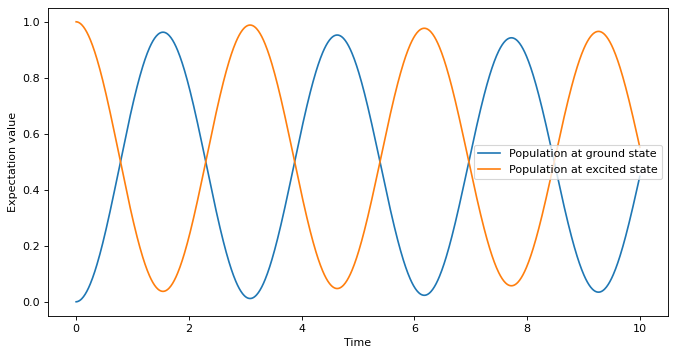 1.0
0.8
0.6
0.4
0.2
0.0
Expectation value
Population at ground state
Population at excited state
0 2 4 6 8 10
Time